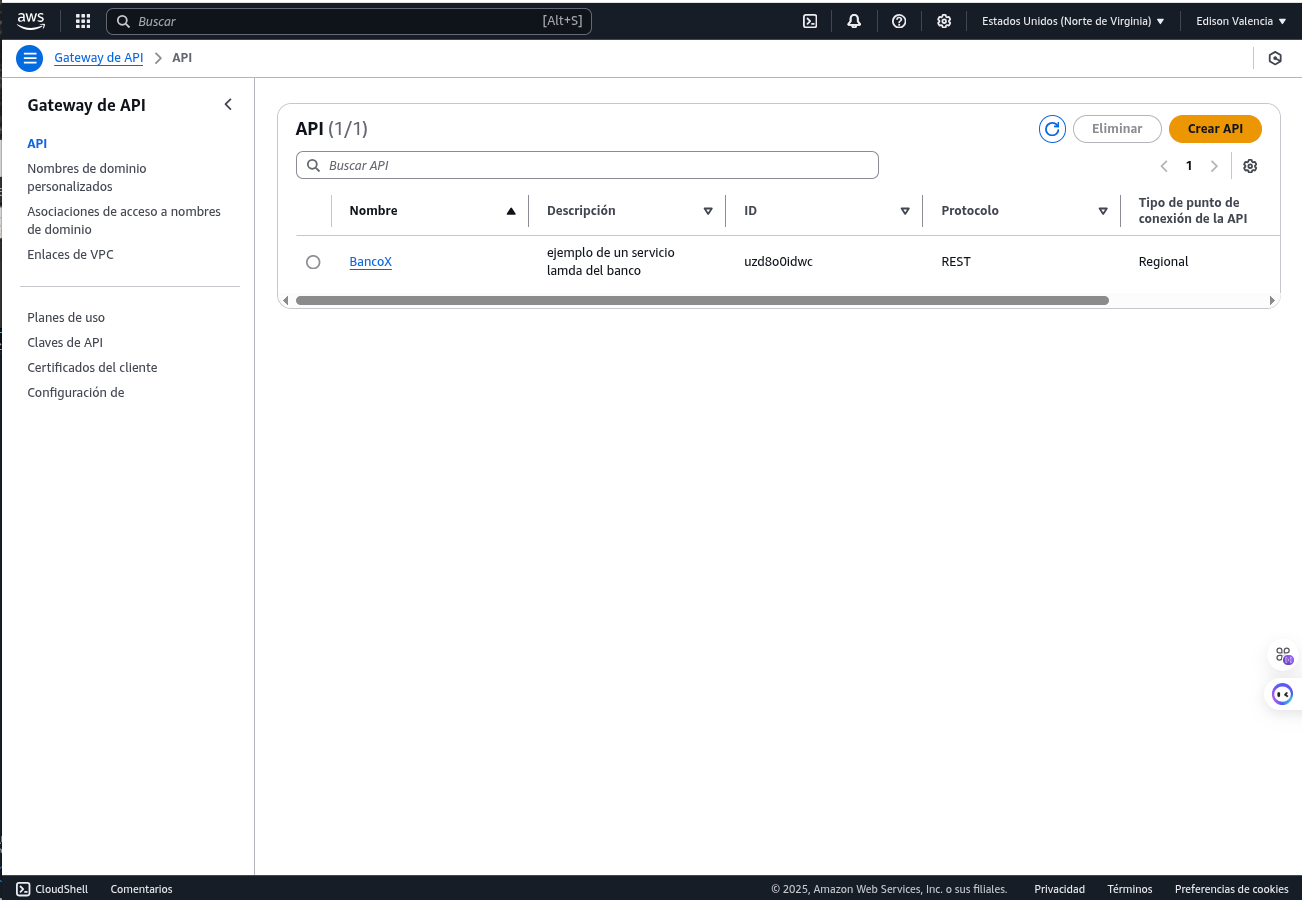 aws
Buscar
[Alt+S]
Estados Unidos (Norte de Virginia)
Edison Valencia
Gateway de API
API
Gateway de API
API
Nombres de dominio
personalizados
Asociaciones de acceso a nombres
de dominio
Enlaces de VPC
Planes de uso
Claves de API
Certificados del cliente
Configuración de
API (1/1)
Eliminar
Crear API
Buscar API
1
Nombre
Descripción
ID
Protocolo
Tipo de punto de
conexión de la API
BancoX
ejemplo de un servicio
lamda del banco
uzd8o0idwc
REST
Regional
CloudShell
Comentarios
© 2025, Amazon Web Services, Inc. o sus filiales.
Privacidad
Términos
Preferencias de cookies